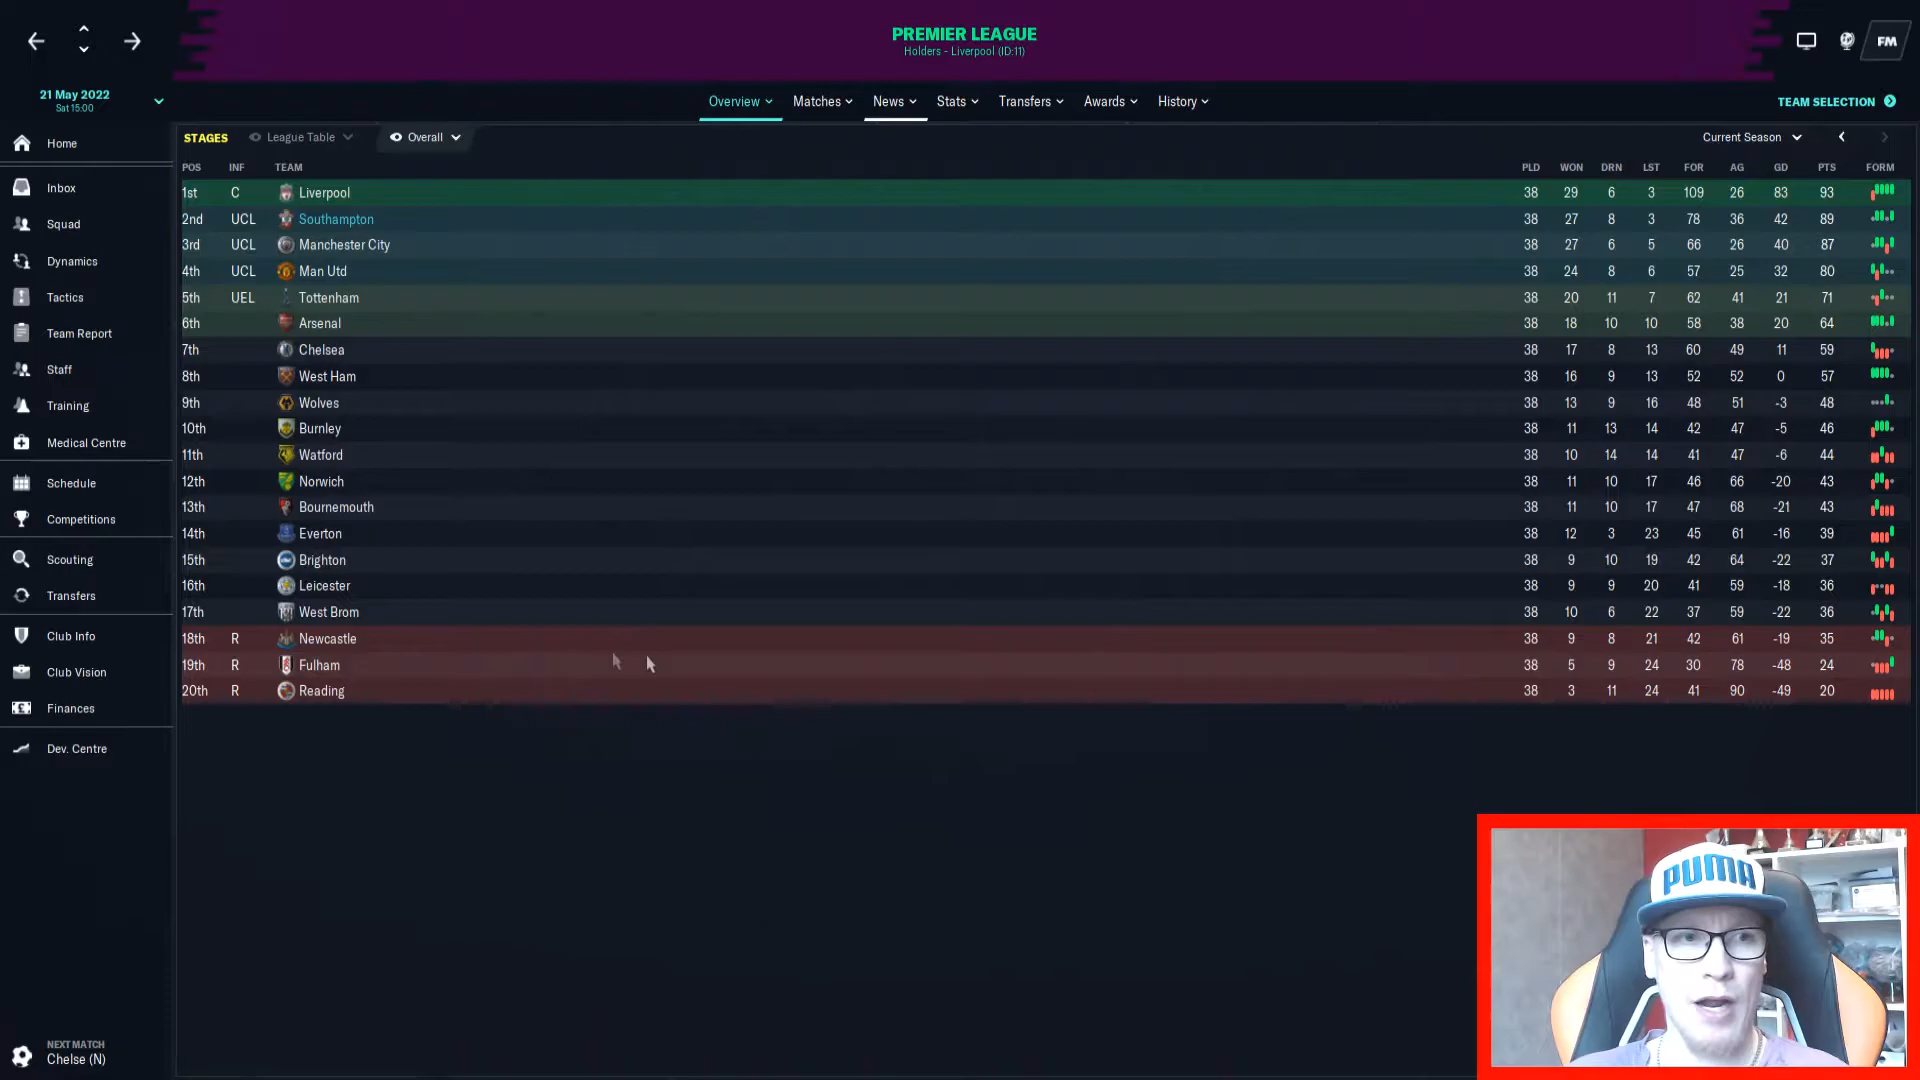 PREMIER LEAGUE
Holders - Liverpool (ID:11)
FM
21 May 2022
Sat 15:00
Overview Matches News Stats Transfers Awards History
TEAM SELECTION
STAGES League Table Overall Current Season
Home
Inbox
Squad
Dynamics
Tactics
Team Report
Staff
Training
Medical Centre
Schedule
Competitions
Scouting
Transfers
Club Info
Club Vision
Finances
Dev. Centre
NEXT MATCH
Chelse (N)
POS INF TEAM PLD WON DRN LST FOR AG GD PTS FORM
1st C Liverpool 38 29 6 3 109 26 83 93
2nd UCL Southampton 38 27 8 3 78 36 42 89
3rd UCL Manchester City 38 27 6 5 66 26 40 87
4th UCL Man Utd 38 24 8 6 57 25 32 80
5th UEL Tottenham 38 20 11 7 62 41 21 71
6th Arsenal 38 18 10 10 58 38 20 64
7th Chelsea 38 17 8 13 60 49 11 59
8th West Ham 38 16 9 13 52 52 0 57
9th Wolves 38 13 9 16 48 51 -3 48
10th Burnley 38 11 13 14 42 47 -5 46
11th Watford 38 10 14 14 41 47 -6 44
12th Norwich 38 11 10 17 46 66 -20 43
13th Bournemouth 38 11 10 17 47 68 -21 43
14th Everton 38 12 3 23 45 61 -16 39
15th Brighton 38 9 10 19 42 64 -22 37
16th Leicester 38 9 9 20 41 59 -18 36
17th West Brom 38 10 6 22 37 59 -22 36
18th R Newcastle 38 9 8 21 42 61 -19 35
19th R Fulham 38 5 9 24 30 78 -48 24
20th R Reading 38 3 11 24 41 90 -49 20
PUMA